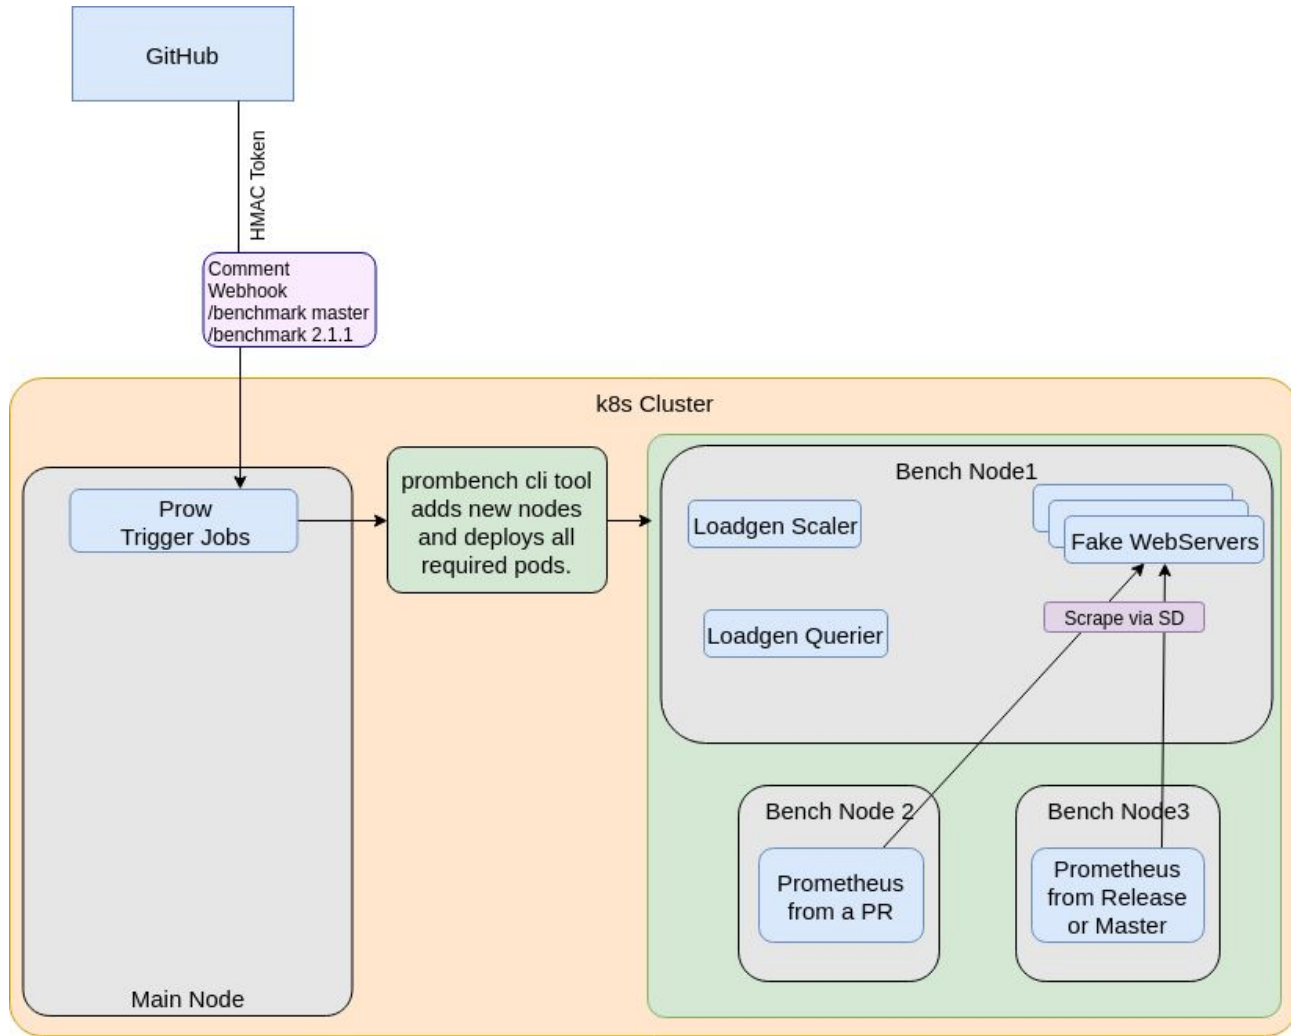 GitHub
HMAC Token
Comment
Webhook
/benchmark master
/benchmark 2.1.1
k8s Cluster
Prow
Trigger Jobs
Main Node
prombench cli tool
adds new nodes
and deploys all
required pods.
Bench Node1
Loadgen Scaler
Fake WebServers
Loadgen Querier
Scrape via SD
Bench Node 2
Prometheus
from a PR
Bench Node3
Prometheus
from Release
or Master